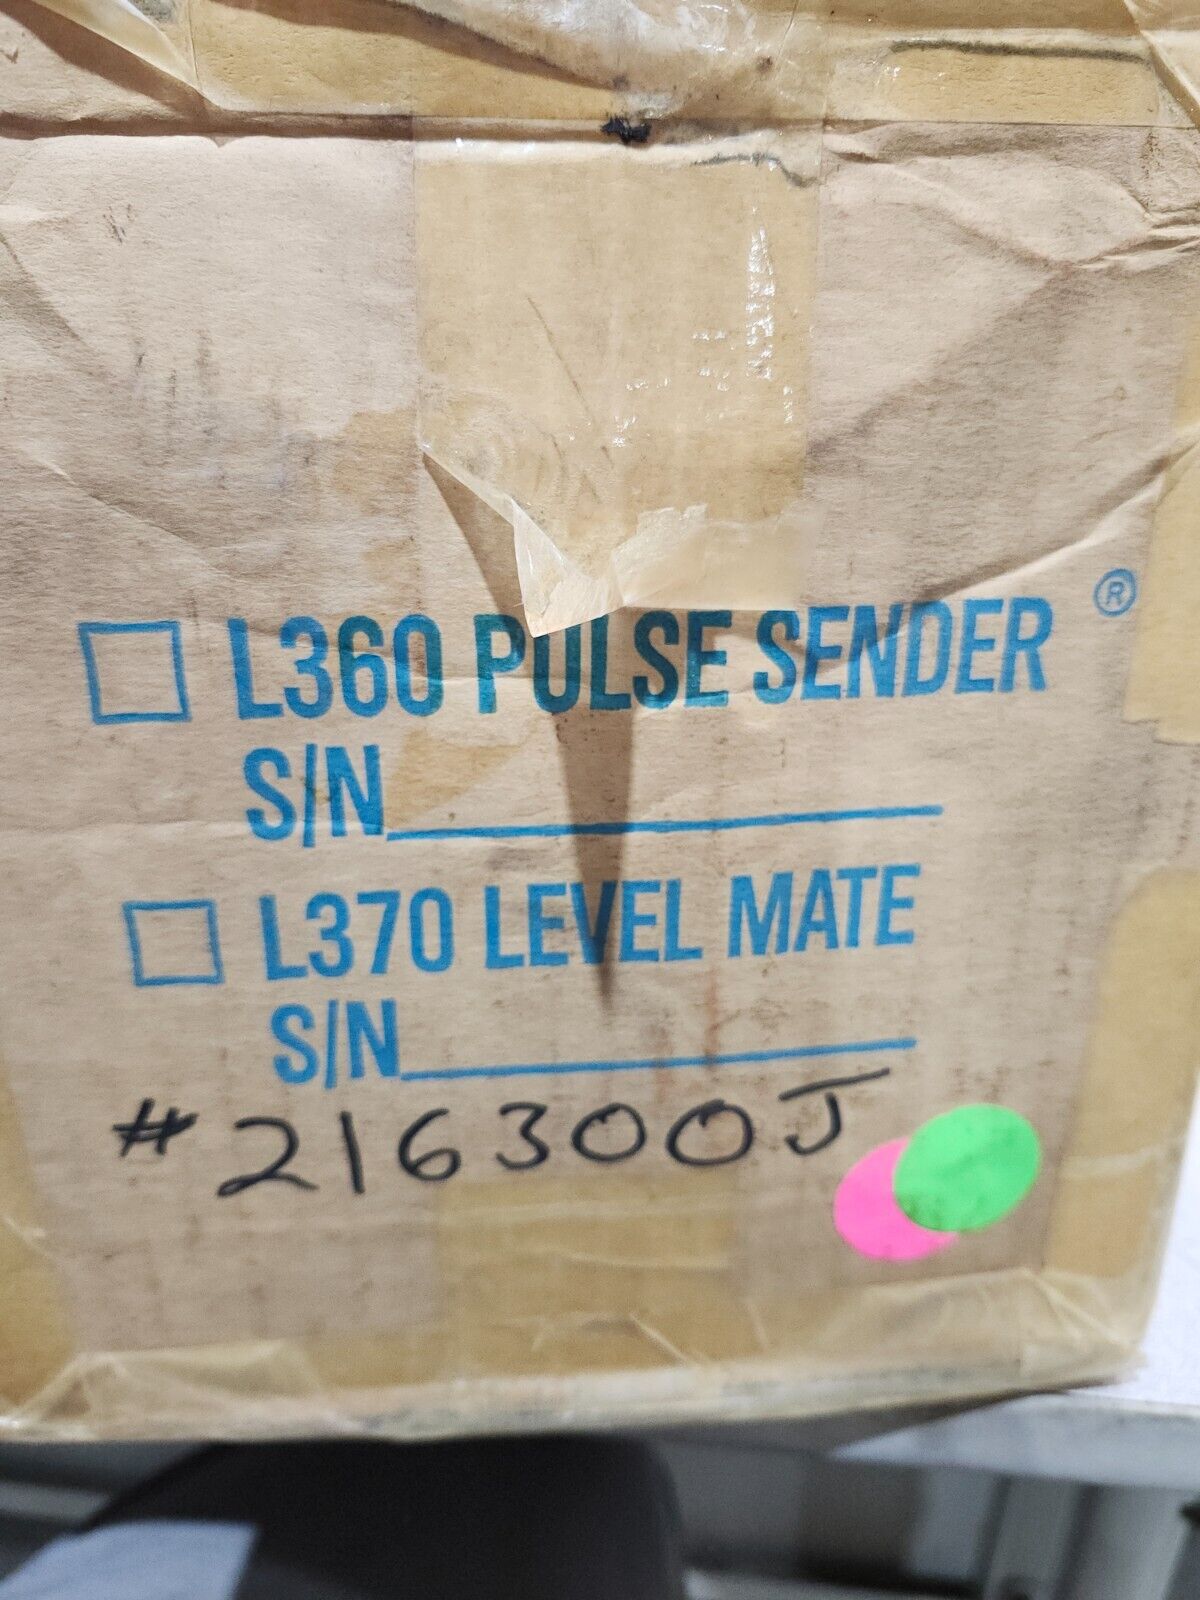 L360 PULSE SENDER ®
S/N
L370 LEVEL MATE
S/N
#216300J